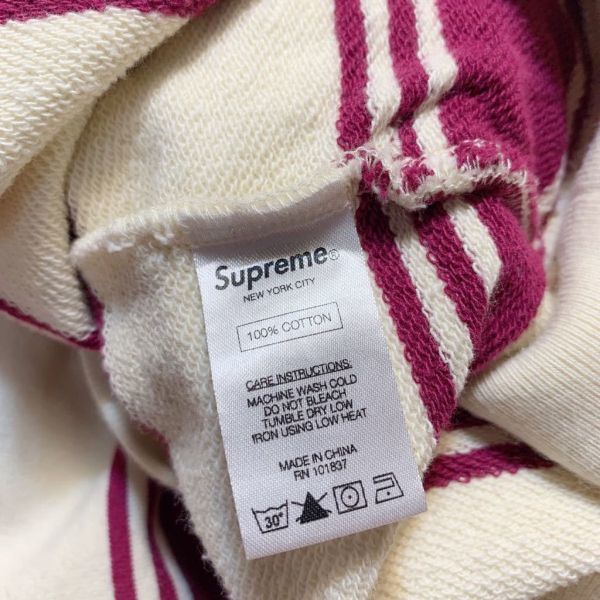 Supreme®
NEW YORK CITY
100% COTTON
CARE INSTRUCTIONS
MACHINE WASH COLD
DO NOT BLEACH
TUMBLE DRY LOW
IRON USING LOW HEAT
MADE IN CHINA
RN 101837
30°